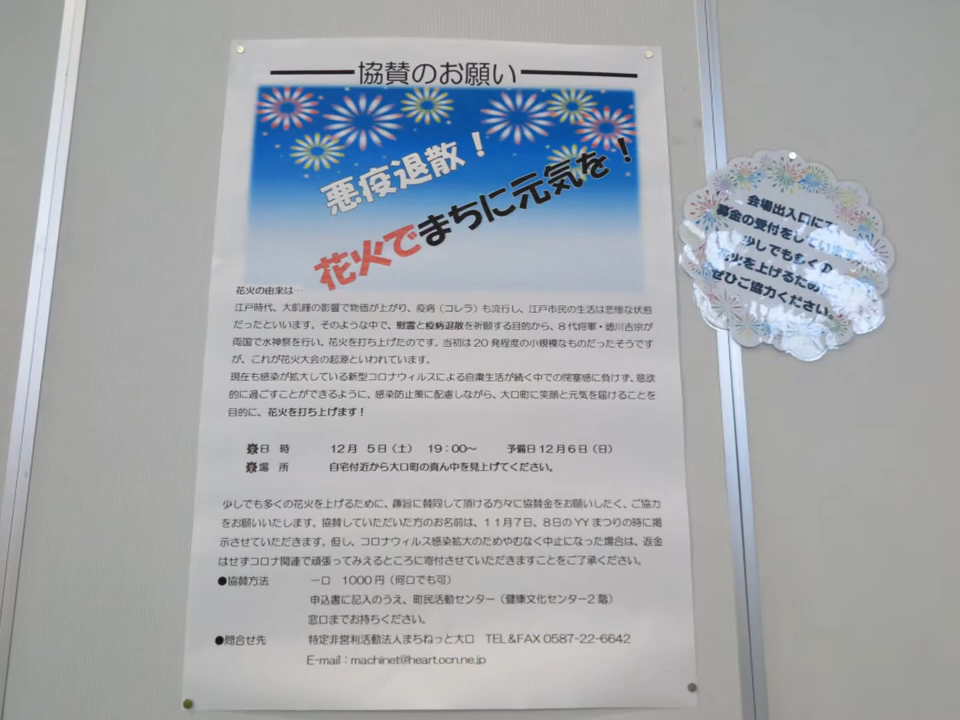 協賛のお願い
悪疫退散！
花火でまちに元気を！
花火の由来は…
江戸時代、大飢饉の影響で物価が上がり、疫病（コレラ）も流行し、江戸市民の生活は悲惨な状態
だったといいます。そのような中で、慰霊と疫病退散を祈願する目的から、８代将軍・徳川吉宗が
両国で水神祭を行い、花火を打ち上げたのです。当初は20発程度の小規模なものだったそうです
が、これが花火大会の起源といわれています。
現在も感染が拡大している新型コロナウィルスによる自粛生活が続く中での閉塞感に負けず、意欲
的に過ごすことができるように、感染防止策に配慮しながら、大口町に笑顔と元気を届けることを
目的に、花火を打ち上げます！
日　時　12月　5日（土）　19：00～　予備日12月6日（日）
場　所　自宅付近から大口町の真ん中を見上げてください。
少しでも多くの花火を上げるために、趣旨に賛同して頂ける方々に協賛金をお願いしたく、ご協力
をお願いいたします。協賛していただいた方のお名前は、１１月７日、８日のYYまつりの時に掲
示させていただきます。但し、コロナウィルス感染拡大のためやむなく中止になった場合は、返金
はせずコロナ関連で頑張ってみえるところに寄付させていただきますことをご了承ください。
●協賛方法　一口　1000円（何口でも可）
申込書に記入のうえ、町民活動センター（健康文化センター2階）
窓口までお持ちください。
●問合せ先　特定非営利活動法人まちねっと大口　TEL＆FAX 0587-22-6642
E-mail：machinet@heart.ocn.ne.jp
会場出入口にて、
募金の受付をしています
少しでも多くの
花火を上げるために
ぜひご協力ください。